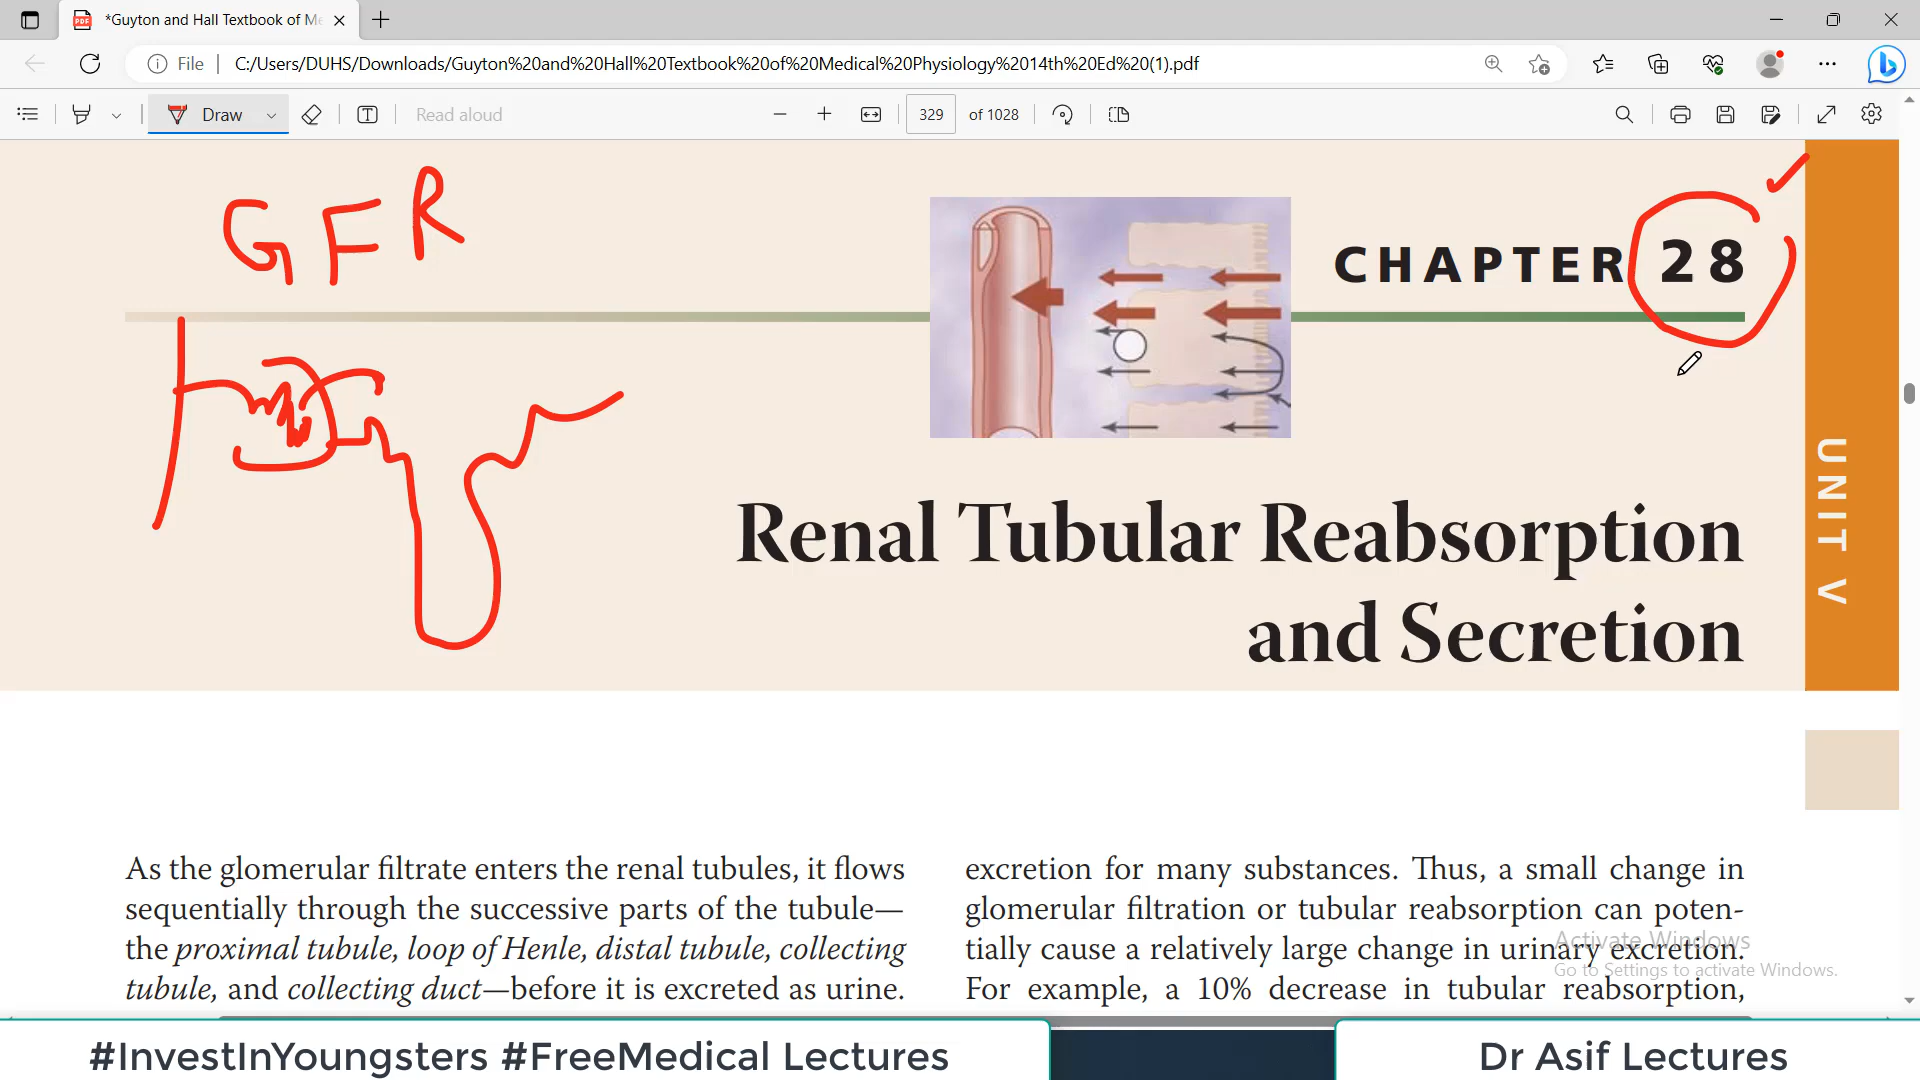 *Guyton and Hall Textbook of Me
File
C:/Users/DUHS/Downloads/Guyton%20and%20Hall%20Textbook%20of%20Medical%20Physiology%2014th%20Ed%20(1).pdf
Draw
Read aloud
329 of 1028
GFR
CHAPTER 28
UNIT V
Renal Tubular Reabsorption
and Secretion
As the glomerular filtrate enters the renal tubules, it flows
sequentially through the successive parts of the tubule—
the proximal tubule, loop of Henle, distal tubule, collecting
tubule, and collecting duct—before it is excreted as urine.
excretion for many substances. Thus, a small change in
glomerular filtration or tubular reabsorption can poten-
tially cause a relatively large change in urinary excretion.
For example, a 10% decrease in tubular reabsorption,
Activate Windows
Go to Settings to activate Windows.
#InvestInYoungsters #FreeMedical Lectures
Dr Asif Lectures